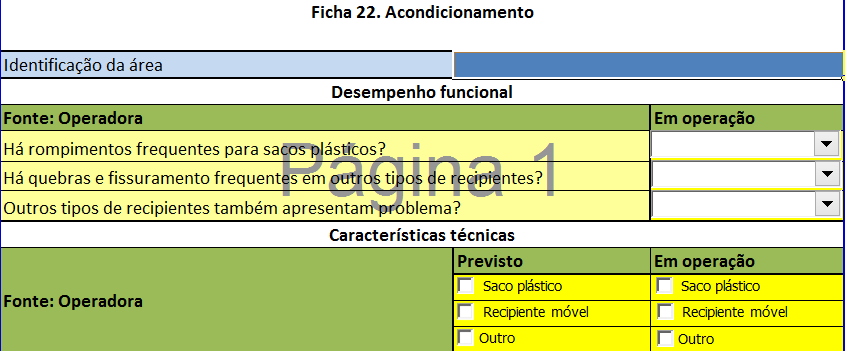 Ficha 22. Acondicionamento
Identificação da área
Desempenho funcional
Fonte: Operadora Em operação
Há rompimentos frequentes para sacos plásticos?
Há quebras e fissuramento frequentes em outros tipos de recipientes?
Outros tipos de recipientes também apresentam problema?
Página 1
Características técnicas
Fonte: Operadora
Previsto Em operação
Saco plástico Saco plástico
Recipiente móvel Recipiente móvel
Outro Outro